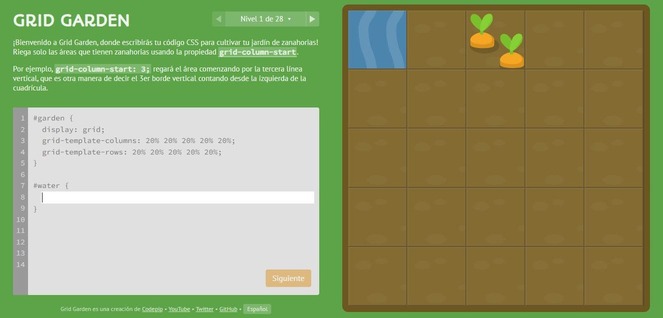 GRID GARDEN
Nivel 1 de 28
¡Bienvenido a Grid Garden, donde escribirás tu código CSS para cultivar tu jardín de zanahorias!
Riega solo las áreas que tienen zanahorias usando la propiedad grid-column-start.
Por ejemplo, grid-column-start: 3; regará el área comenzando por la tercera línea
vertical, que es otra manera de decir el 3er borde vertical contando desde la izquierda de la
cuadrícula.
1 #garden {
2 display: grid;
3 grid-template-columns: 20% 20% 20% 20% 20%;
4 grid-template-rows: 20% 20% 20% 20% 20%;
5 }
6
7 #water {
8
9 }
10
11
12
13
14
Siguiente
Grid Garden es una creación de Codepip • YouTube • Twitter • GitHub • Español